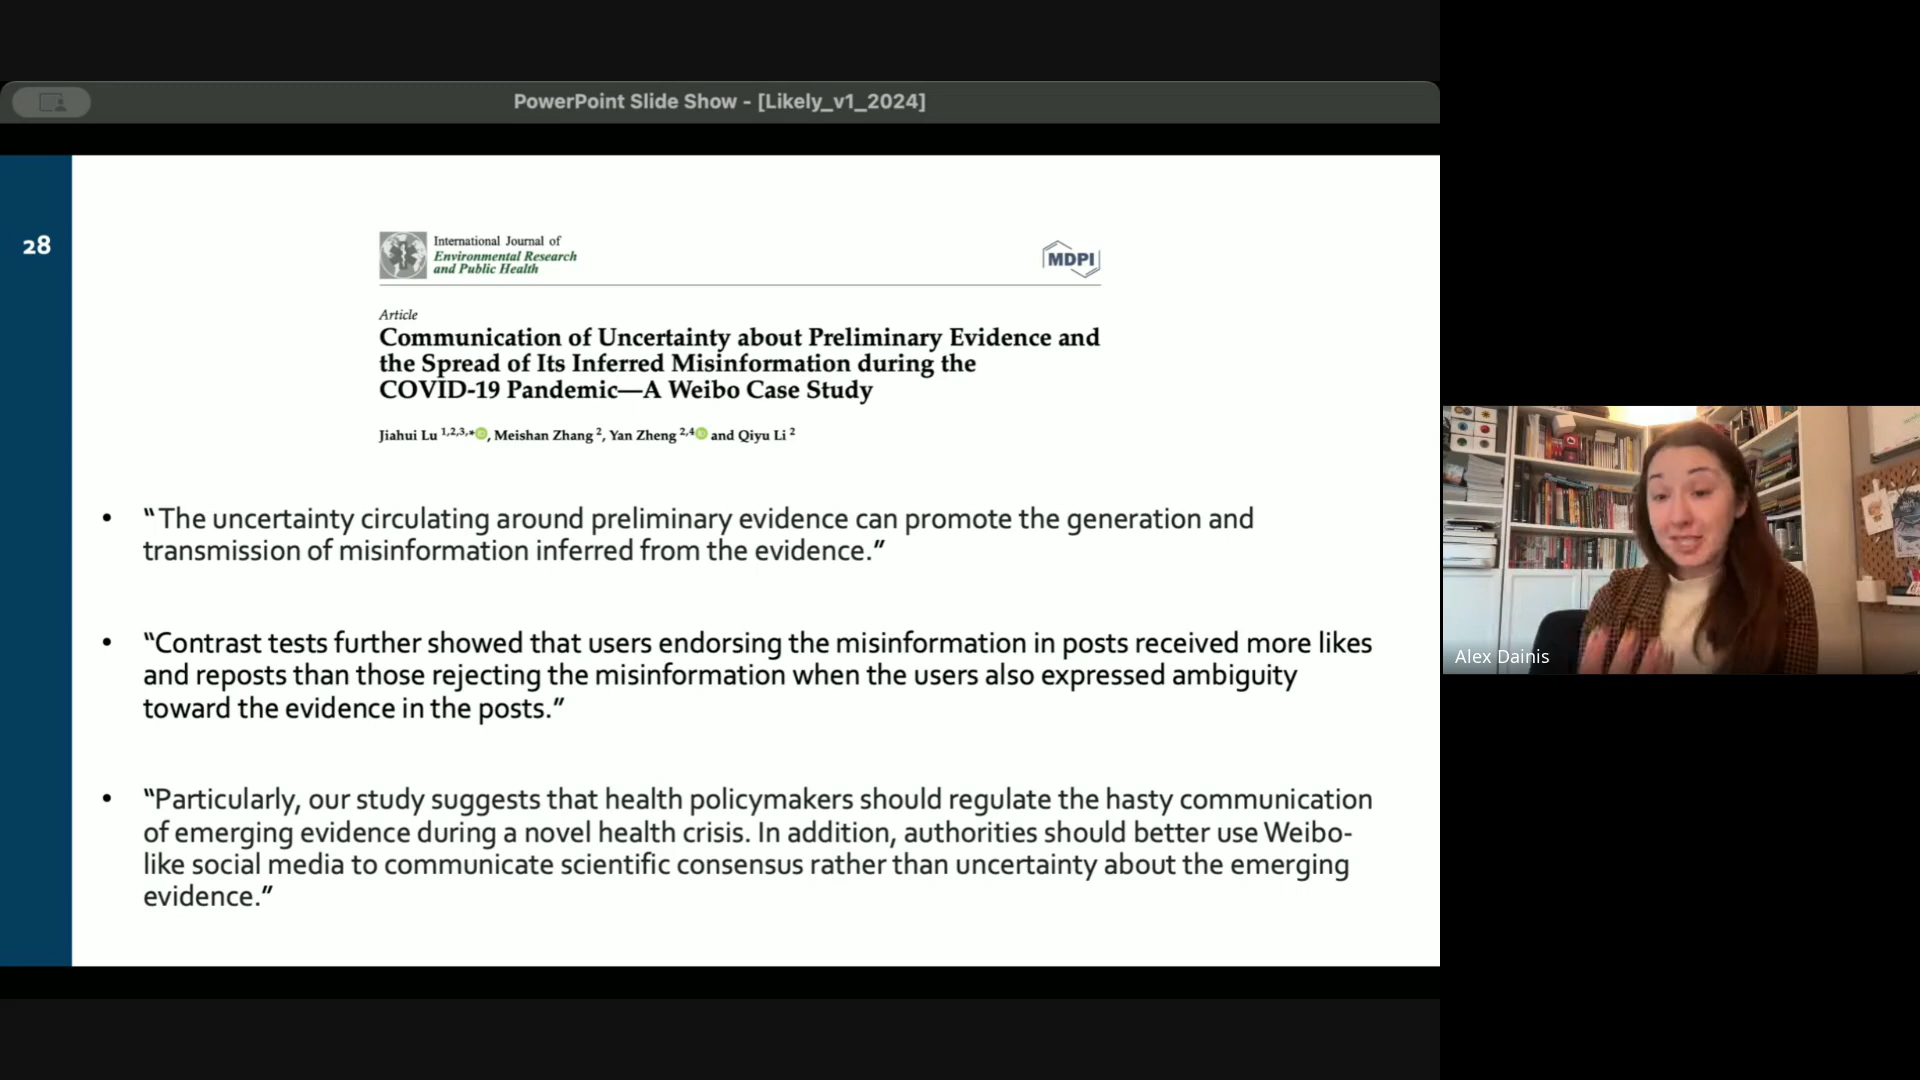 PowerPoint Slide Show - [Likely_v1_2024]
28
International Journal of
Environmental Research
and Public Health
MDPI
Article
Communication of Uncertainty about Preliminary Evidence and
the Spread of Its Inferred Misinformation during the
COVID-19 Pandemic—A Weibo Case Study
Jiahui Lu 1,2,3,*, Meishan Zhang 2, Yan Zheng 2,4 and Qiyu Li 2
• “The uncertainty circulating around preliminary evidence can promote the generation and
transmission of misinformation inferred from the evidence.”
• “Contrast tests further showed that users endorsing the misinformation in posts received more likes
and reposts than those rejecting the misinformation when the users also expressed ambiguity
toward the evidence in the posts.”
• “Particularly, our study suggests that health policymakers should regulate the hasty communication
of emerging evidence during a novel health crisis. In addition, authorities should better use Weibo-
like social media to communicate scientific consensus rather than uncertainty about the emerging
evidence.”
Alex Dainis